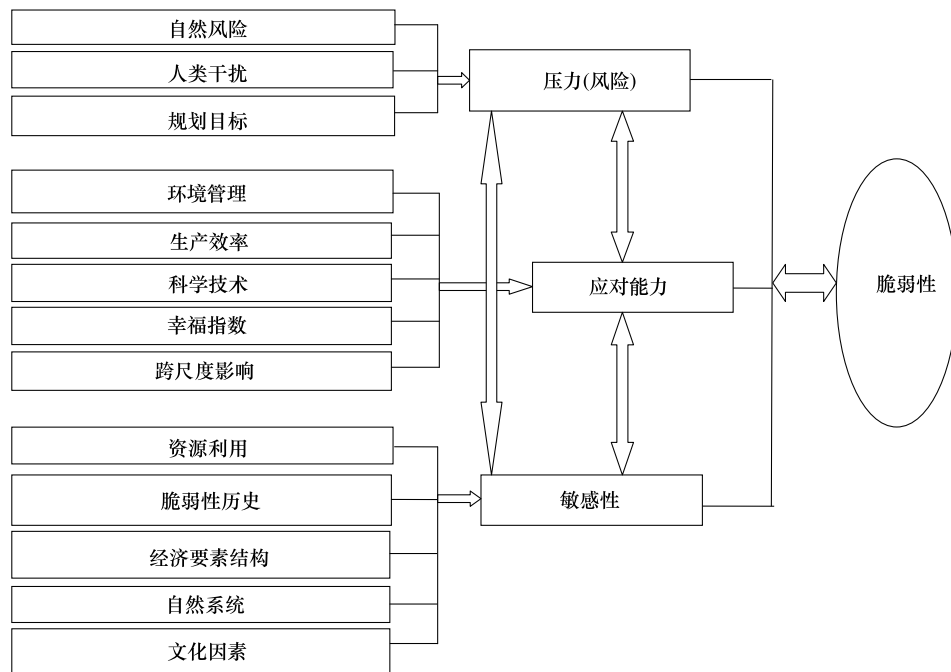 自然风险
人类干扰
规划目标
压力(风险)
环境管理
生产效率
科学技术
幸福指数
跨尺度影响
应对能力
脆弱性
资源利用
脆弱性历史
经济要素结构
自然系统
文化因素
敏感性